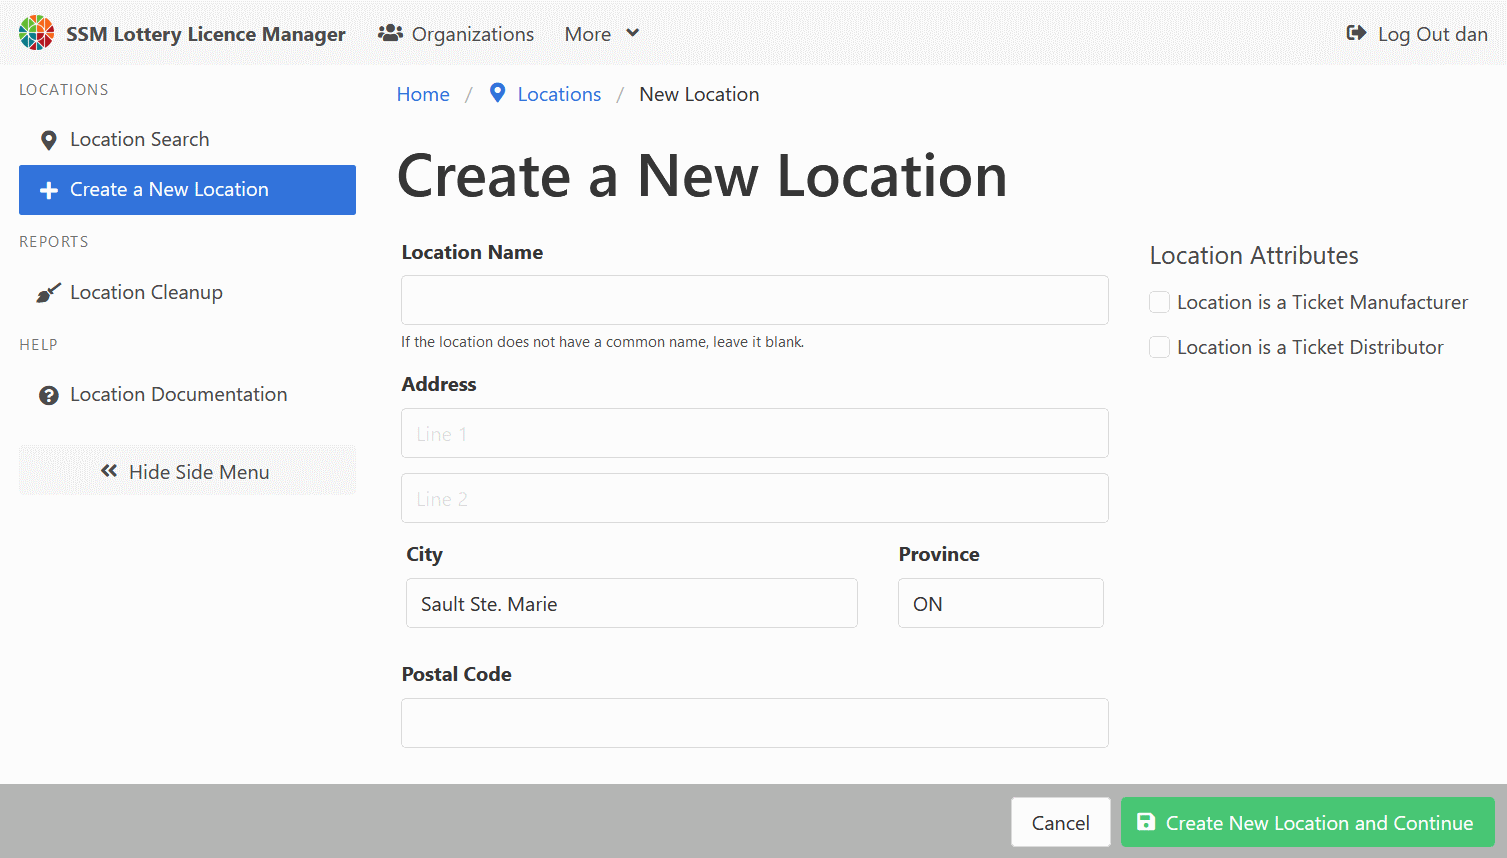 SSM Lottery Licence Manager
Organizations
More
Log Out dan
LOCATIONS
Location Search
Create a New Location
REPORTS
Location Cleanup
HELP
Location Documentation
Hide Side Menu
Home / Locations / New Location
Create a New Location
Location Name
If the location does not have a common name, leave it blank.
Address
Line 1
Line 2
City
Province
Sault Ste. Marie
ON
Postal Code
Location Attributes
Location is a Ticket Manufacturer
Location is a Ticket Distributor
Cancel
Create New Location and Continue